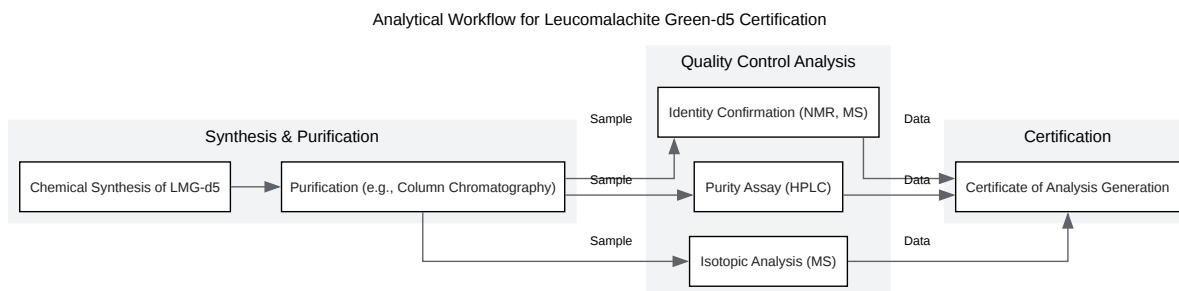 Analytical Workflow for Leucomalachite Green-d5 Certification
Quality Control Analysis
Sample
Identity Confirmation (NMR, MS)
Data
Synthesis & Purification
Certification
Chemical Synthesis of LMG-d5
Purification (e.g., Column Chromatography)
Sample
Purity Assay (HPLC)
Data
Certificate of Analysis Generation
Sample
Isotopic Analysis (MS)
Data